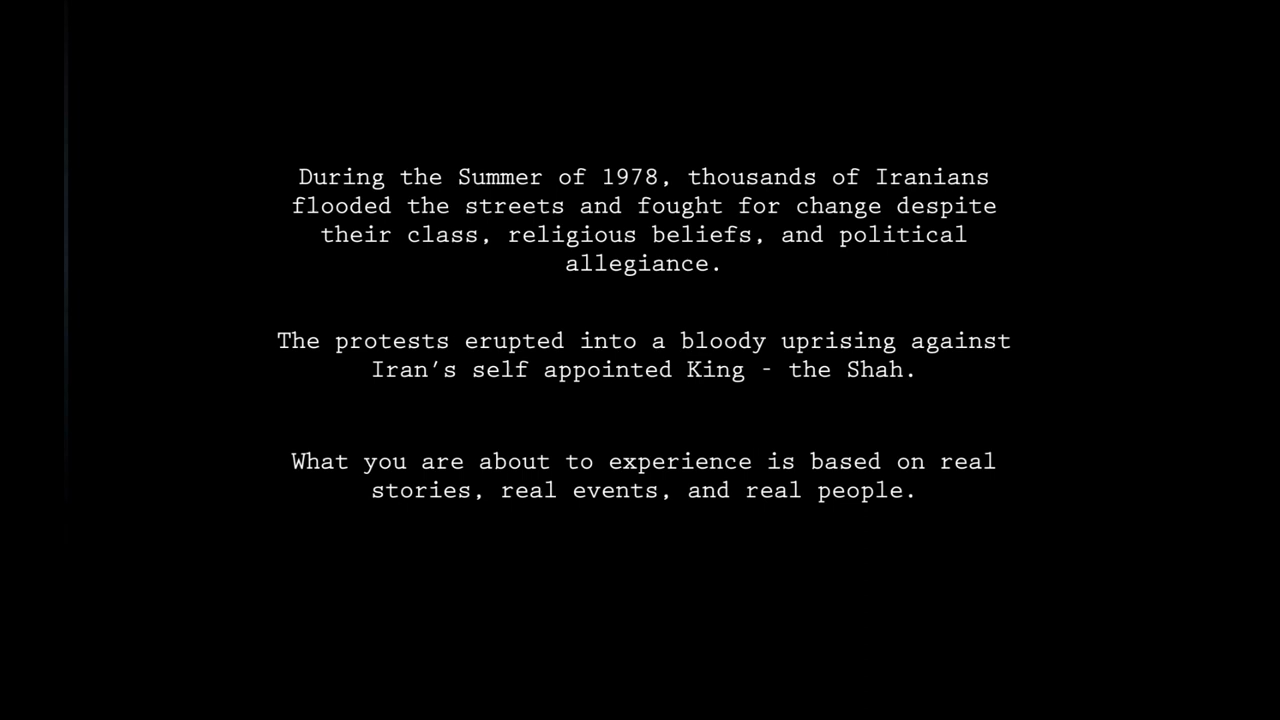 During the Summer of 1978, thousands of Iranians
flooded the streets and fought for change despite
their class, religious beliefs, and political
allegiance.
The protests erupted into a bloody uprising against
Iran's self appointed King - the Shah.
What you are about to experience is based on real
stories, real events, and real people.